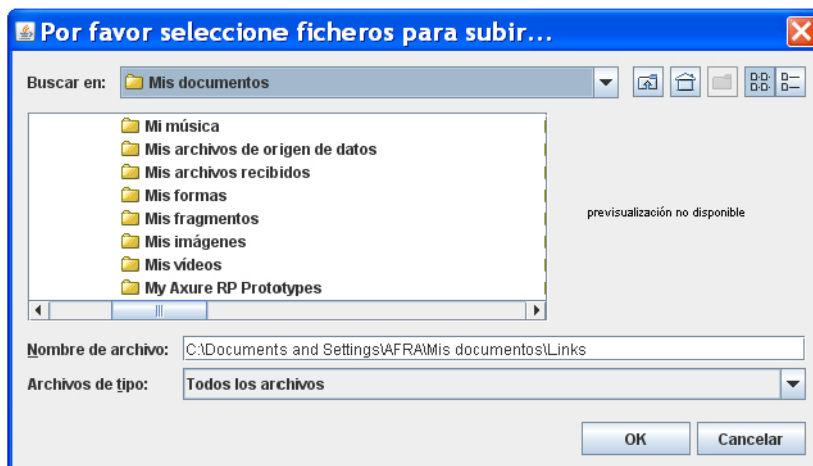 Por favor seleccione ficheros para subir...
Buscar en: Mis documentos
Mi música
Mis archivos de origen de datos
Mis archivos recibidos
Mis formas
Mis fragmentos
Mis imágenes
Mis vídeos
My Axure RP Prototypes
previsualización no disponible
Nombre de archivo: C:\Documents and Settings\AFRA\Mis documentos\Links
Archivos de tipo: Todos los archivos
OK Cancelar